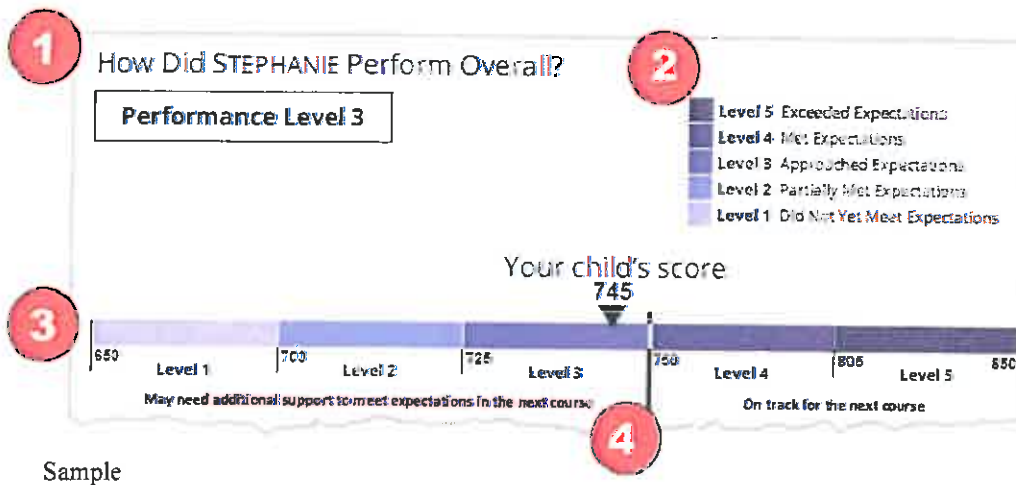 1
How Did STEPHANIE Perform Overall?
Performance Level 3
2
Level 5 Exceeded Expectations
Level 4 Met Expectations
Level 3 Approached Expectations
Level 2 Partially Met Expectations
Level 1 Did Not Yet Meet Expectations
Your child's score
745
3
650 700 725 750 805 850
Level 1 Level 2 Level 3 Level 4 Level 5
May need additional support to meet expectations in the next course
On track for the next course
4
Sample